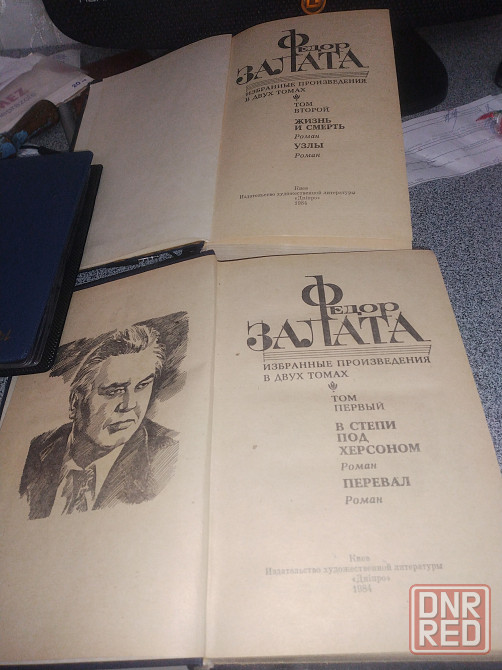 ФЕДОР
ЗАЛАТА
ИЗБРАННЫЕ ПРОИЗВЕДЕНИЯ
В ДВУХ ТОМАХ
ТОМ
ВТОРОЙ
ЖИЗНЬ
И СМЕРТЬ
Роман
УЗЛЫ
Роман
Киев
Издательство художественной литературы
«Дніпро»
1984
ФЕДОР
ЗАЛАТА
ИЗБРАННЫЕ ПРОИЗВЕДЕНИЯ
В ДВУХ ТОМАХ
ТОМ
ПЕРВЫЙ
В СТЕПИ
ПОД
ХЕРСОНОМ
Роман
ПЕРЕВАЛ
Роман
Киев
Издательство художественной литературы
«Дніпро»
1984
DNR
RED